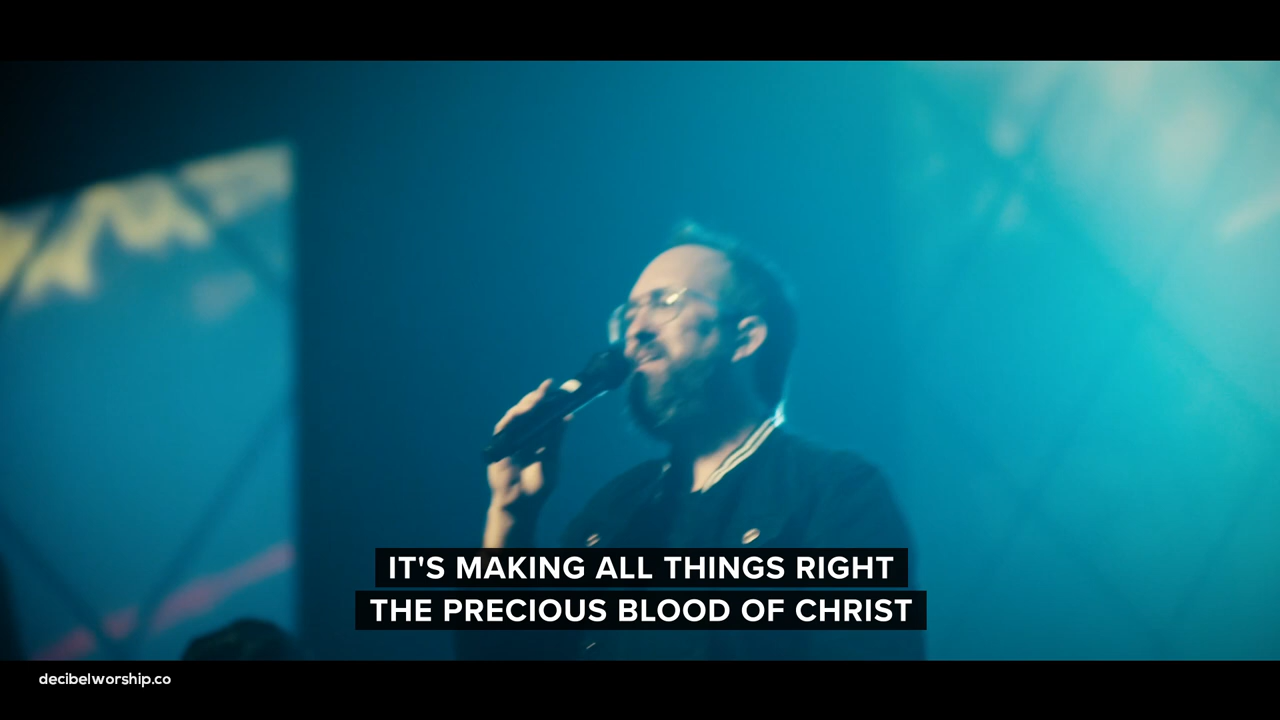 IT'S MAKING ALL THINGS RIGHT
THE PRECIOUS BLOOD OF CHRIST
decibelworship.co